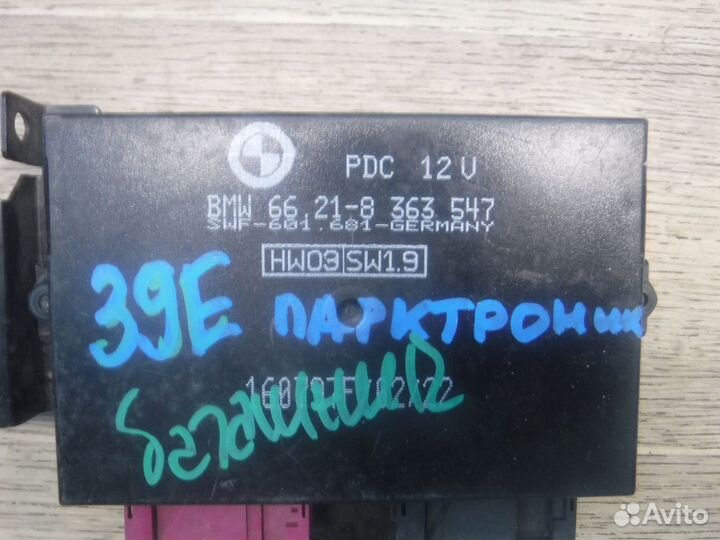 PDC 12V
BMW 66.21-8 363 547
SWF-601.681-GERMANY
HW03 SW1.9
39E ПАРКТРОНик
Avito